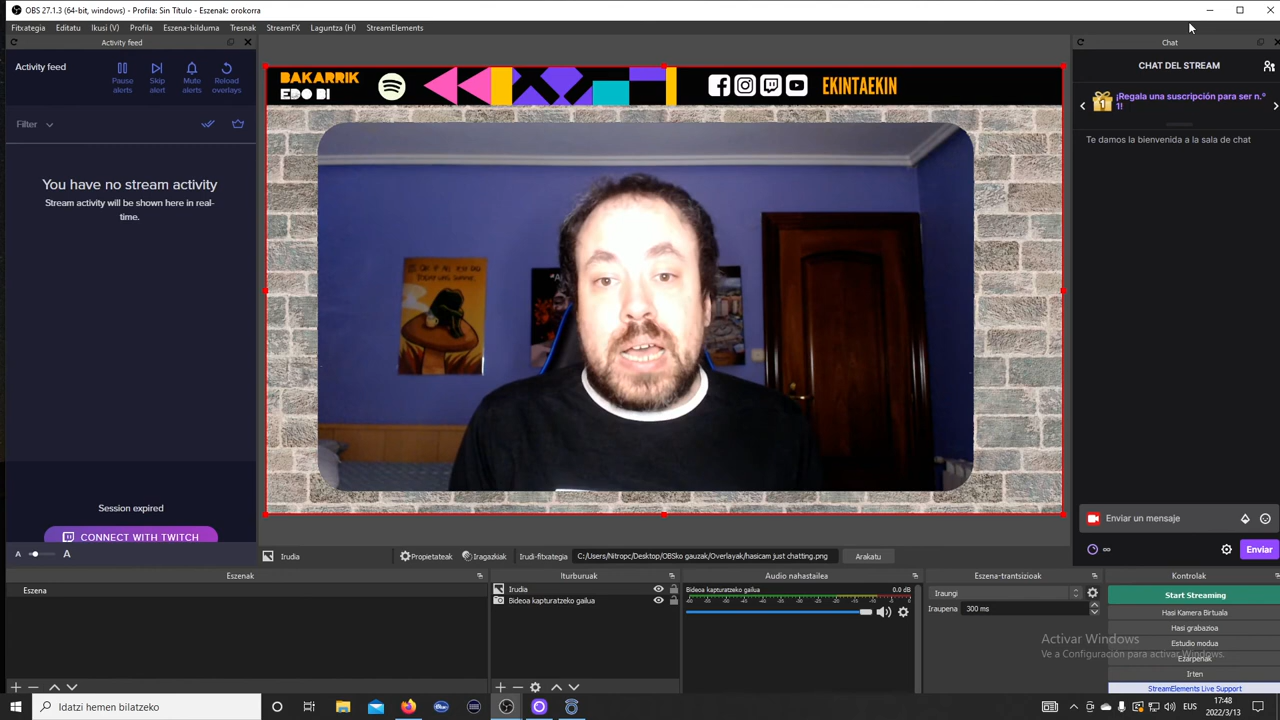 OBS 27.1.3 (64-bit, windows) - Profila: Sin Título - Eszenak: orokorra
Fitxategia Editatu Ikusi (V) Profila Eszena-bilduma Tresnak StreamFX Laguntza (H) StreamElements
Activity feed
Activity feed
Pause alerts
Skip alert
Mute alerts
Reload overlays
Filter
You have no stream activity
Stream activity will be shown here in real-
time.
Session expired
CONNECT WITH TWITCH
A A
BAKARRIK
EDO BI
EKINTAEKIN
Chat
CHAT DEL STREAM
¡Regala una suscripción para ser n.º
1!
Te damos la bienvenida a la sala de chat
Enviar un mensaje
∞
Enviar
Irudia
Propietateak
Iragazkiak
Irudi-fitxategia
C:/Users/Nitropc/Desktop/OBSko gauzak/Overlayak/hasicam just chatting.png
Arakatu
Eszenak
Eszena
Iturburuak
Irudia
Bideoa kapturatzeko gailua
Audio nahastailea
Bideoa kapturatzeko gailua 0.0 dB
Eszena-trantsizioak
Iraungi
Iraupena 300 ms
Kontrolak
Start Streaming
Hasi Kamera Birtuala
Hasi grabazioa
Estudio modua
Ezarpenak
Irten
StreamElements Live Support
Activar Windows
Ve a Configuración para activar Windows.
Idatzi hemen bilatzeko
EUS
17:48
2022/3/13